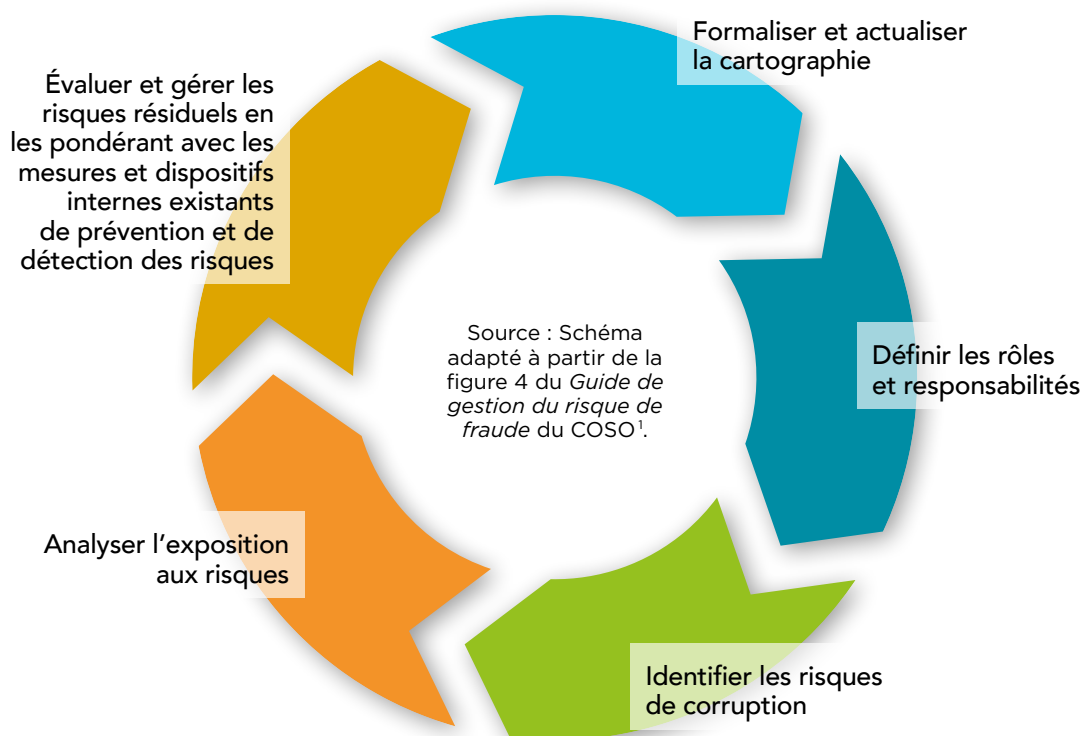 Formaliser et actualiser
la cartographie
Définir les rôles
et responsabilités
Identifier les risques
de corruption
Analyser l’exposition
aux risques
Évaluer et gérer les
risques résiduels en
les pondérant avec les
mesures et dispositifs
internes existants
de prévention et de
détection des risques
Source : Schéma
adapté à partir de la
figure 4 du Guide de
gestion du risque de
fraude du COSO¹.